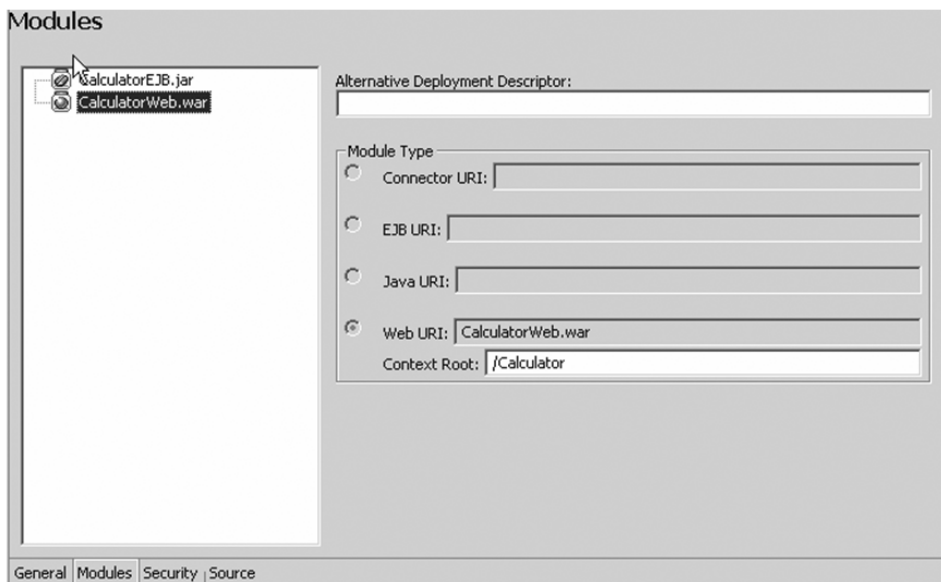 Modules
CalculatorEJB.jar
CalculatorWeb.war
Alternative Deployment Descriptor:
Module Type
Connector URI:
EJB URI:
Java URI:
Web URI: CalculatorWeb.war
Context Root: /Calculator
General Modules Security Source